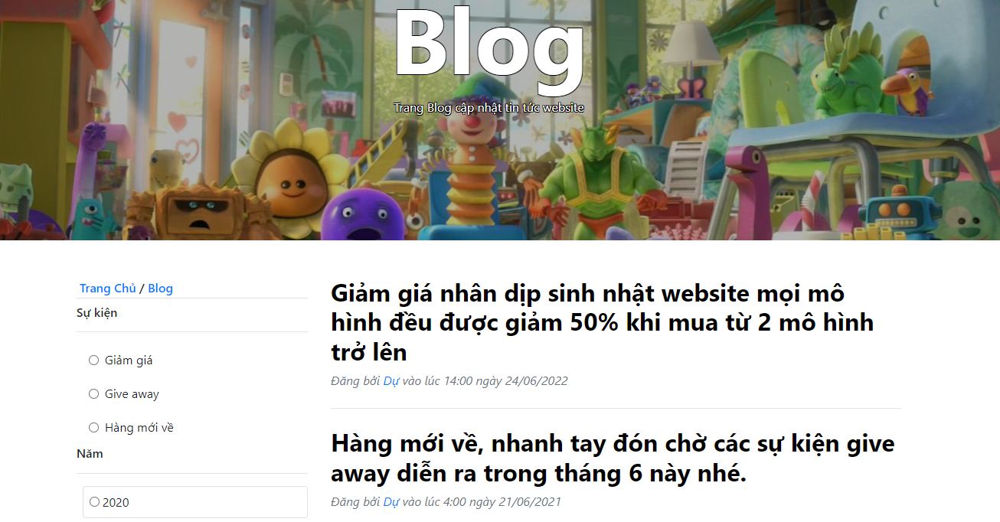 Blog
Trang Blog cập nhật tin tức website
Trang Chủ / Blog
Sự kiện
Giảm giá
Give away
Hàng mới về
Năm
2020
Giảm giá nhân dịp sinh nhật website mọi mô
hình đều được giảm 50% khi mua từ 2 mô hình
trở lên
Đăng bởi Dự vào lúc 14:00 ngày 24/06/2022
Hàng mới về, nhanh tay đón chờ các sự kiện give
away diễn ra trong tháng 6 này nhé.
Đăng bởi Dự vào lúc 4:00 ngày 21/06/2021